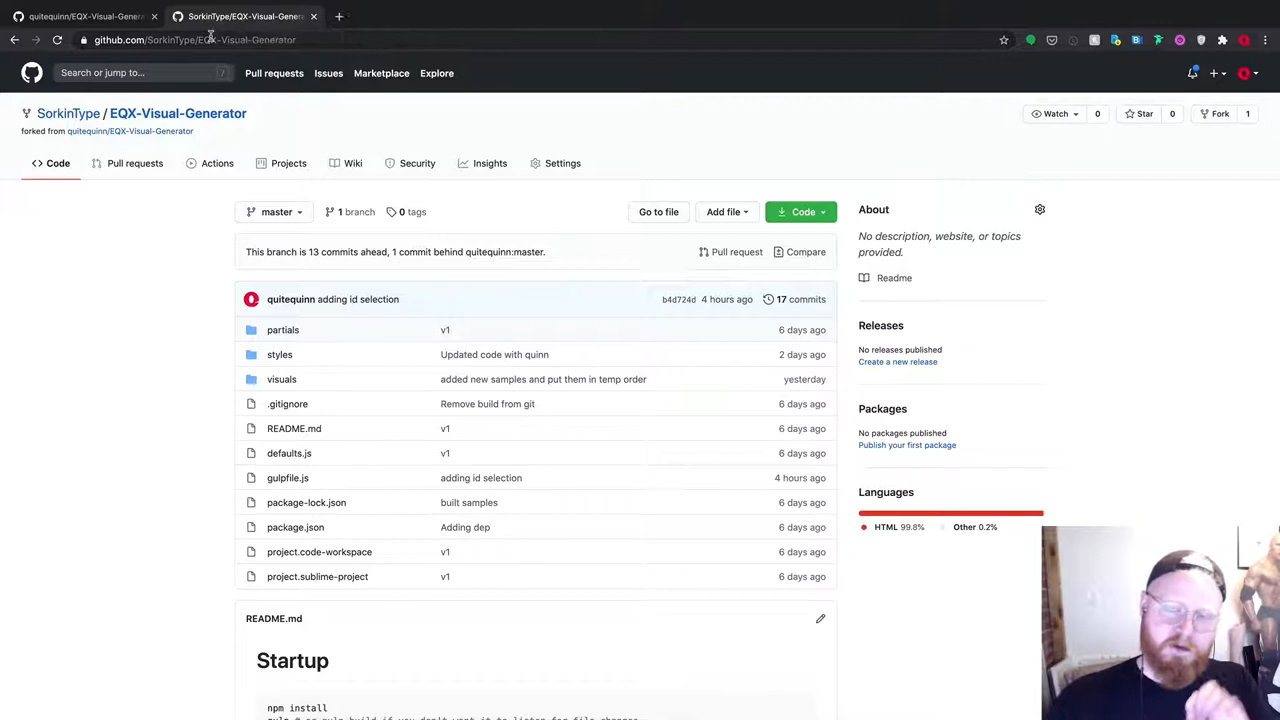 quitequinn/EQX-Visual-Genera
SorkinType/EQX-Visual-Genera
github.com/SorkinType/EQX-Visual-Generator
Search or jump to... /
Pull requests Issues Marketplace Explore
SorkinType / EQX-Visual-Generator
Watch 0 Star 0 Fork 1
forked from quitequinn/EQX-Visual-Generator
Code Pull requests Actions Projects Wiki Security Insights Settings
master 1 branch 0 tags Go to file Add file Code
This branch is 13 commits ahead, 1 commit behind quitequinn:master. Pull request Compare
quitequinn adding id selection b4d724d 4 hours ago 17 commits
partials v1 6 days ago
styles Updated code with quinn 2 days ago
visuals added new samples and put them in temp order yesterday
.gitignore Remove build from git 6 days ago
README.md v1 6 days ago
defaults.js v1 6 days ago
gulpfile.js adding id selection 4 hours ago
package-lock.json built samples 6 days ago
package.json Adding dep 6 days ago
project.code-workspace v1 6 days ago
project.sublime-project v1 6 days ago
README.md
Startup
npm install
About
No description, website, or topics
provided.
Readme
Releases
No releases published
Create a new release
Packages
No packages published
Publish your first package
Languages
HTML 99.8% Other 0.2%